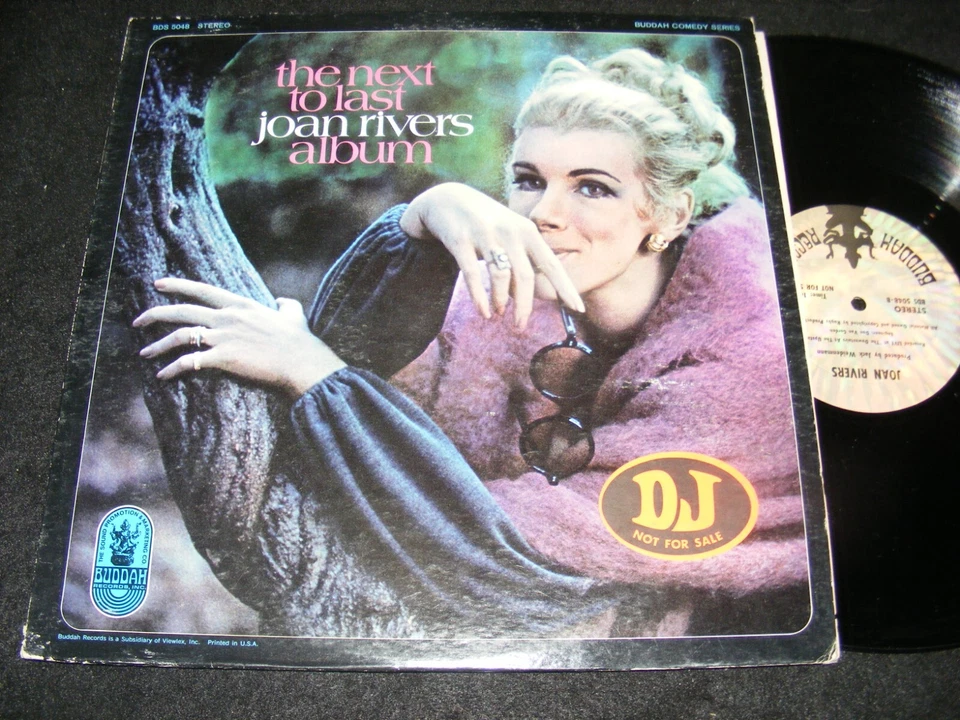 BDS 5048 STEREO
BUDDAH COMEDY SERIES
the next
to last
joan rivers
album
DJ
NOT FOR SALE
THE SOUND PROMOTION & MARKETING CO
BUDDAH
RECORDS, INC.
Buddah Records is a Subsidiary of Viewlex, Inc. Printed in U.S.A.
JOAN RIVERS
Produced by Jack
STEREO
BDS 5048-B
NOT FOR
BUDDAH